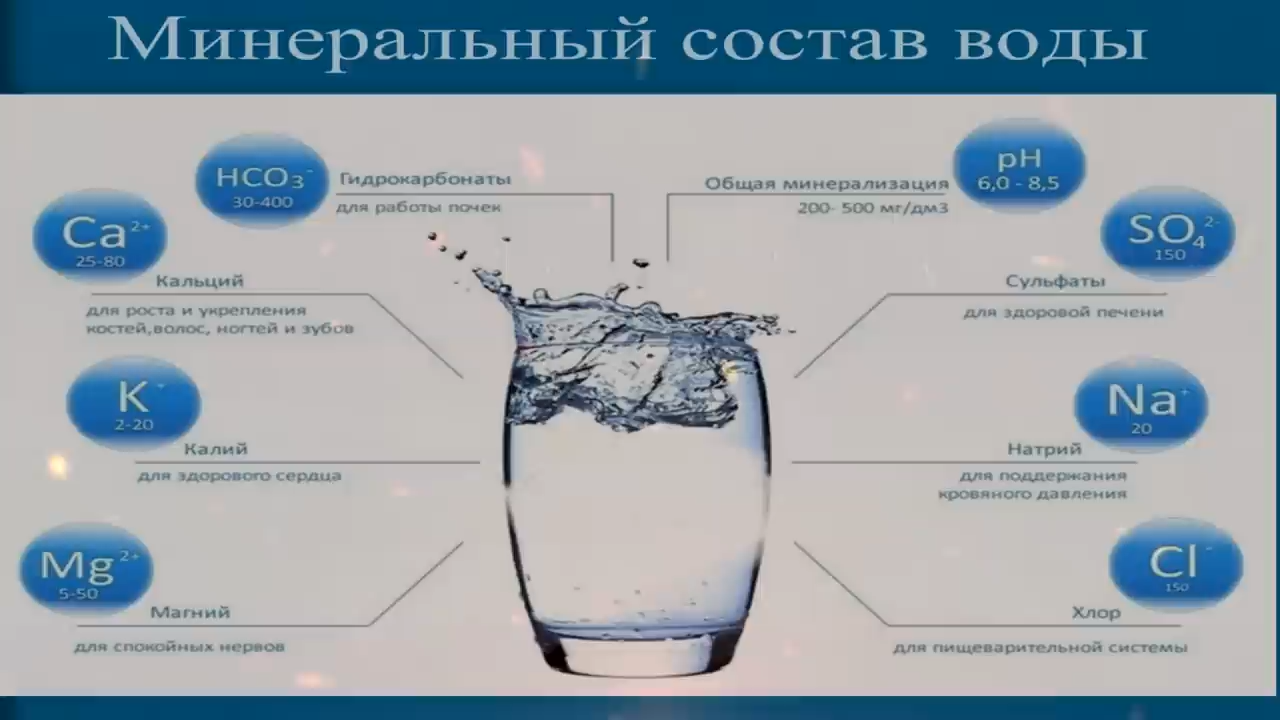 Минеральный состав воды
HCO₃⁻
30-400
Гидрокарбонаты
для работы почек
Ca²⁺
25-80
Кальций
для роста и укрепления
костей,волос, ногтей и зубов
K⁺
2-20
Калий
для здорового сердца
Mg²⁺
5-50
Магний
для спокойных нервов
pH
6,0 - 8,5
Общая минерализация
200- 500 мг/дм3
SO₄²⁻
150
Сульфаты
для здоровой печени
Na⁺
20
Натрий
для поддержания
кровяного давления
Cl⁻
150
Хлор
для пищеварительной системы